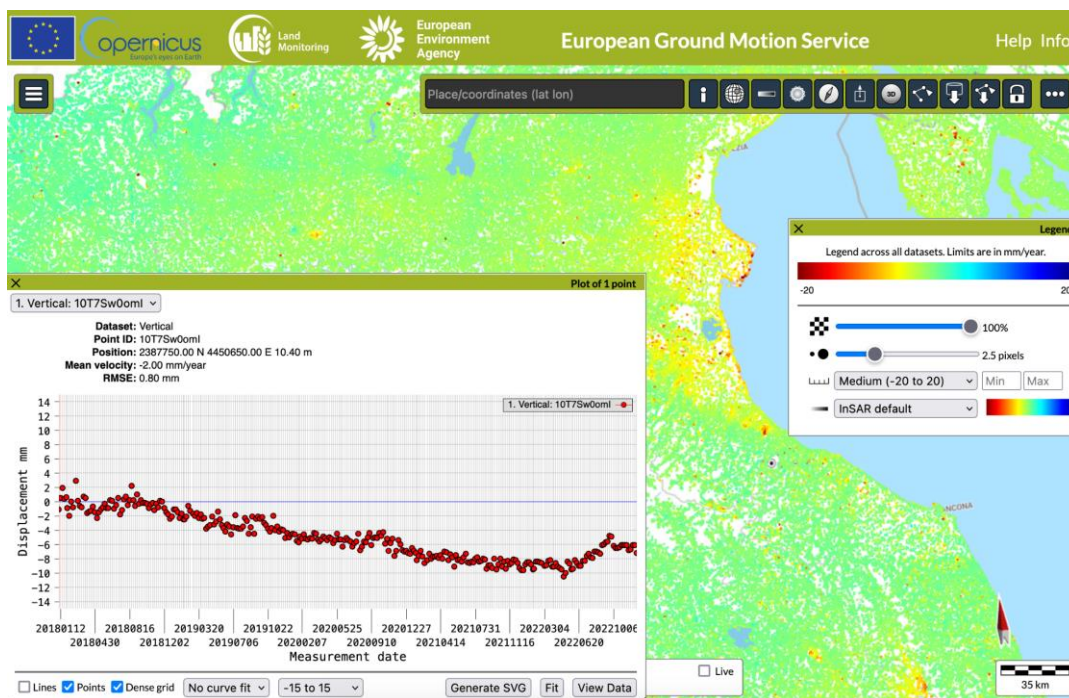 Copernicus
Europe's eyes on Earth
Land
Monitoring
European
Environment
Agency
European Ground Motion Service
Help Info
Place/coordinates (lat lon)
3D
Legend
Legend across all datasets. Limits are in mm/year.
-20 20
100%
2.5 pixels
Medium (-20 to 20) Min Max
InSAR default
Plot of 1 point
1. Vertical: 10T7Sw0omI
Dataset: Vertical
Point ID: 10T7Sw0omI
Position: 2387750.00 N 4450650.00 E 10.40 m
Mean velocity: -2.00 mm/year
RMSE: 0.80 mm
1. Vertical: 10T7Sw0omI
Displacement mm
14
12
10
8
6
4
2
0
-2
-4
-6
-8
-10
-12
-14
20180112 20180816 20190320 20191022 20200525 20201227 20210731 20220304 20221006
20180430 20181202 20190706 20200207 20200910 20210414 20211116 20220620
Measurement date
Lines Points Dense grid No curve fit -15 to 15 Generate SVG Fit View Data
Live
35 km